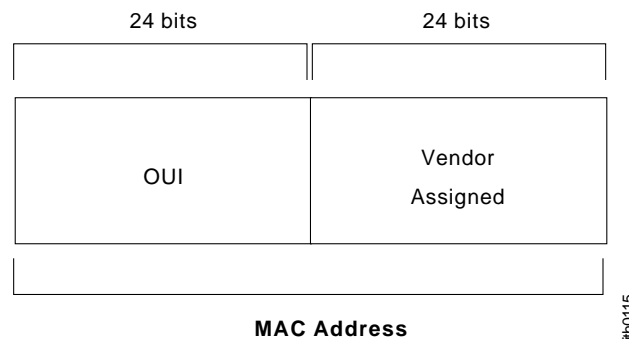 24 bits 24 bits
OUI
Vendor
Assigned
MAC Address